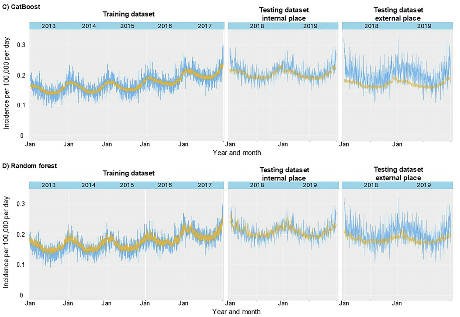 C) CatBoost
Training dataset
Testing dataset
internal place
Testing dataset
external place
2013 2014 2015 2016 2017
2018 2019
2018 2019
Incidence per 100,000 per day
0.3
0.2
0.1
0
Jan Jan Jan Jan Jan
Jan Jan
Jan Jan
Year and month
D) Random forest
Training dataset
Testing dataset
internal place
Testing dataset
external place
2013 2014 2015 2016 2017
2018 2019
2018 2019
Incidence per 100,000 per day
0.3
0.2
0.1
0
Jan Jan Jan Jan Jan
Jan Jan
Jan Jan
Year and month